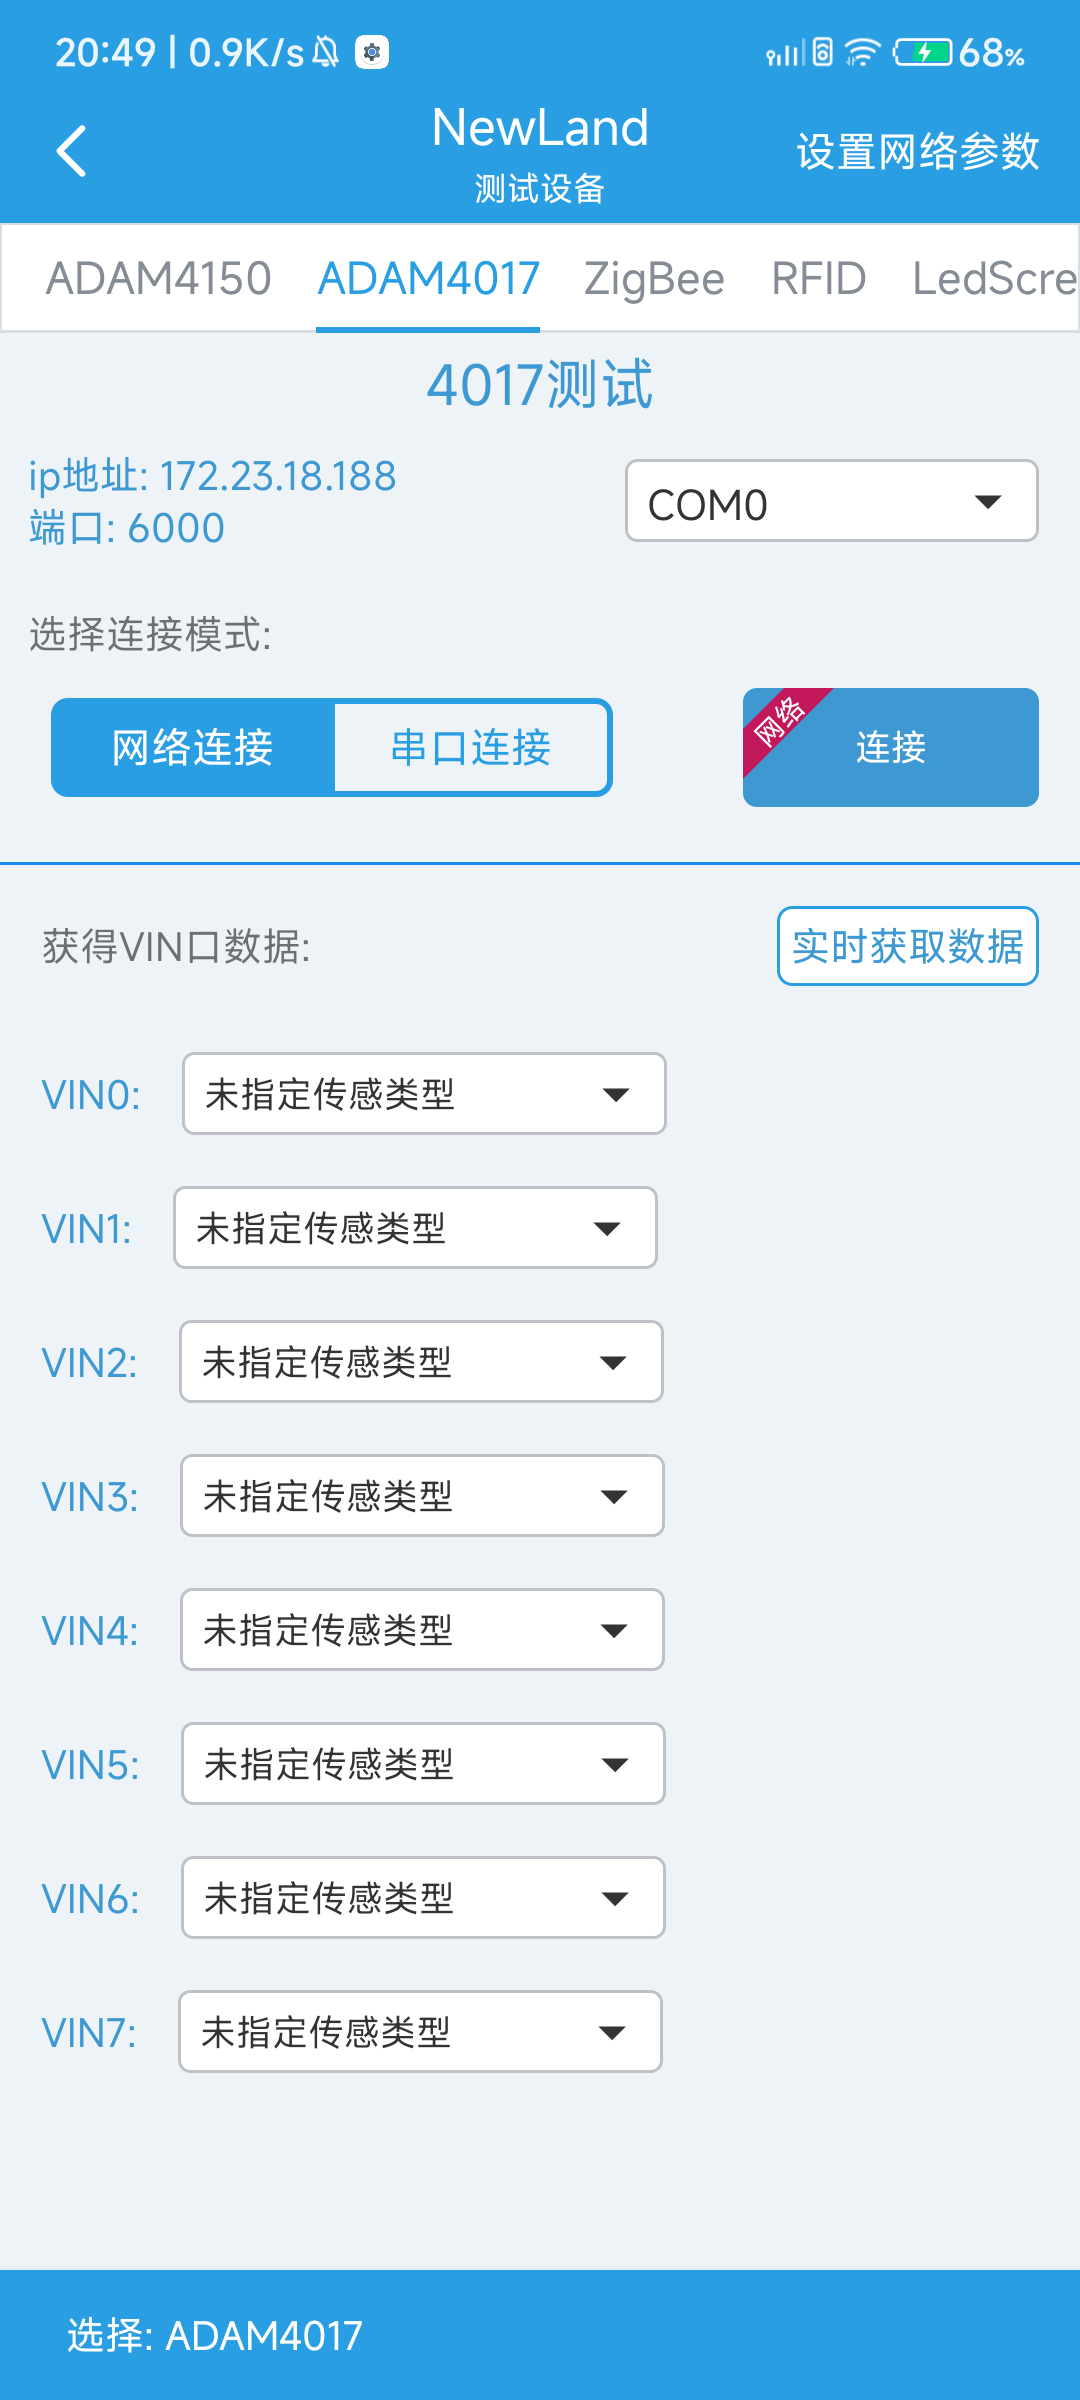 20:49 | 0.9K/s
68%
NewLand
测试设备
设置网络参数
ADAM4150 ADAM4017 ZigBee RFID LedScre
4017测试
ip地址: 172.23.18.188
端口: 6000
COM0
选择连接模式:
网络连接 串口连接
网络
连接
获得VIN口数据:
实时获取数据
VIN0: 未指定传感类型
VIN1: 未指定传感类型
VIN2: 未指定传感类型
VIN3: 未指定传感类型
VIN4: 未指定传感类型
VIN5: 未指定传感类型
VIN6: 未指定传感类型
VIN7: 未指定传感类型
选择: ADAM4017